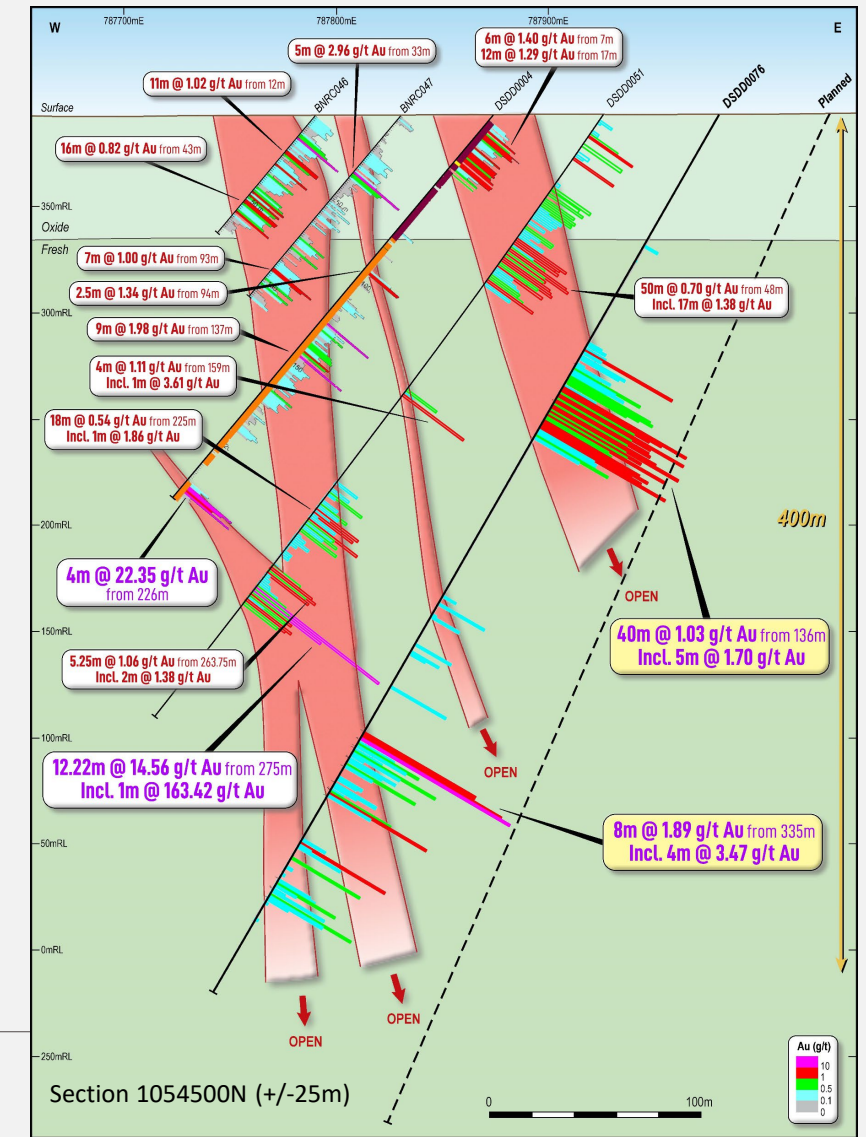 787700mE
787800mE
787900mE
W
E
5m @ 2.96 g/t Au from 33m
6m @ 1.40 g/t Au from 7m
12m @ 1.29 g/t Au from 17m
11m @ 1.02 g/t Au from 12m
BNRC046
BNRC047
DSDD0004
DSDD0051
DSDD0076
Planned
Surface
16m @ 0.82 g/t Au from 43m
350mRL
Oxide
Fresh
7m @ 1.00 g/t Au from 93m
2.5m @ 1.34 g/t Au from 94m
50m @ 0.70 g/t Au from 48m
Incl. 17m @ 1.38 g/t Au
300mRL
9m @ 1.98 g/t Au from 137m
4m @ 1.11 g/t Au from 159m
Incl. 1m @ 3.61 g/t Au
18m @ 0.54 g/t Au from 225m
Incl. 1m @ 1.86 g/t Au
200mRL
400m
4m @ 22.35 g/t Au
from 226m
OPEN
150mRL
40m @ 1.03 g/t Au from 136m
Incl. 5m @ 1.70 g/t Au
5.25m @ 1.06 g/t Au from 263.75m
Incl. 2m @ 1.38 g/t Au
100mRL
12.22m @ 14.56 g/t Au from 275m
Incl. 1m @ 163.42 g/t Au
OPEN
50mRL
8m @ 1.89 g/t Au from 335m
Incl. 4m @ 3.47 g/t Au
0mRL
OPEN
OPEN
250mRL
Section 1054500N (+/-25m)
0
100m
Au (g/t)
10
1
0.5
0.1
0